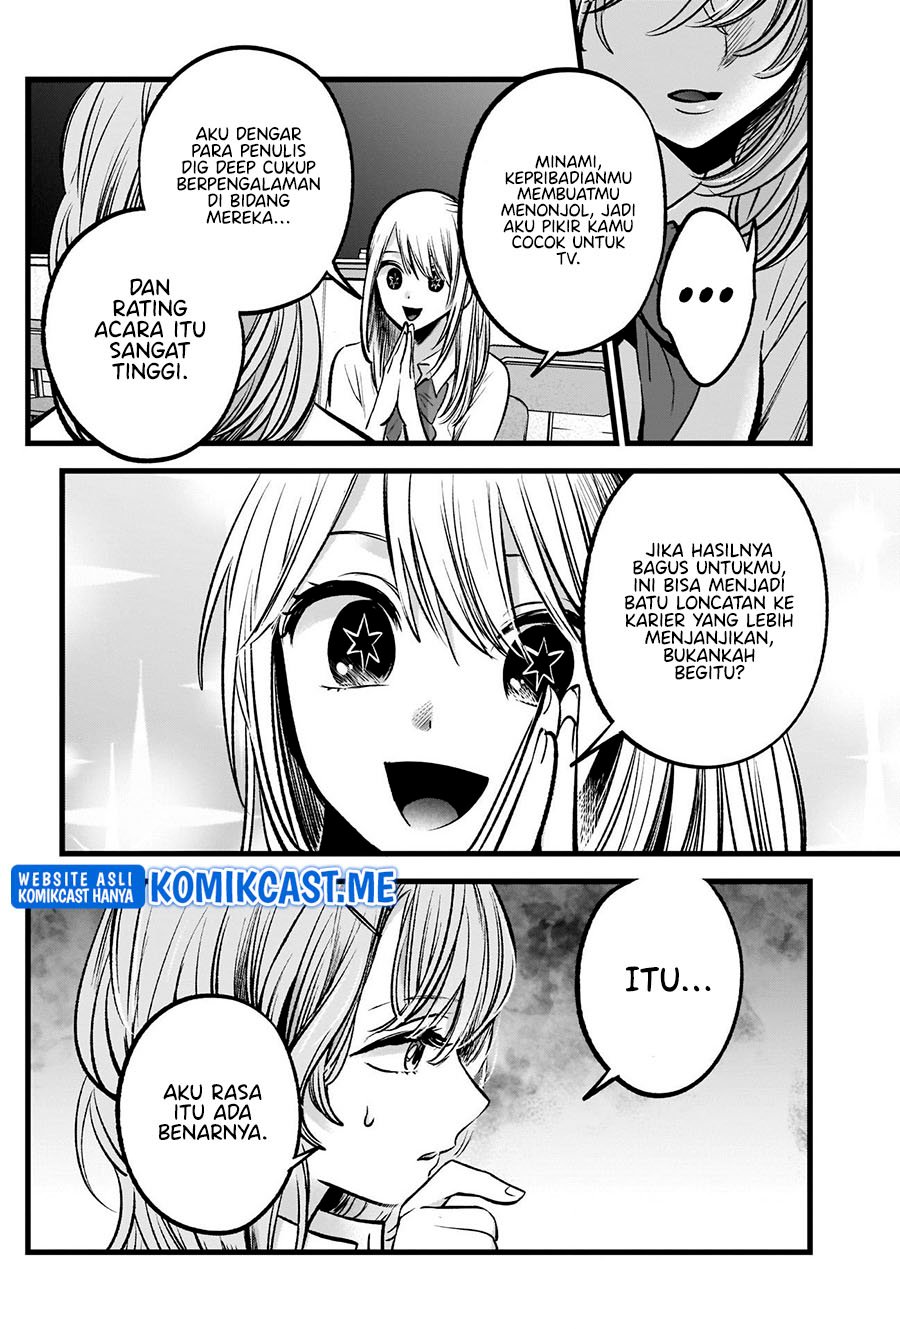 •••
MINAMI,
KEPRIBADIANMU
MEMBUATMU
MENONJOL, JADI
AKU PIKIR KAMU
COCOK UNTUK
TV.
AKU DENGAR
PARA PENULIS
DIG DEEP CUKUP
BERPENGALAMAN
DI BIDANG
MEREKA...
DAN
RATING
ACARA ITU
SANGAT
TINGGI.
JIKA HASILNYA
BAGUS UNTUKMU,
INI BISA MENJADI
BATU LONCATAN KE
KARIER YANG LEBIH
MENJANJIKAN,
BUKANKAH
BEGITU?
WEBSITE ASLI
KOMIKCAST HANYA
KOMIKCAST.ME
ITU...
AKU RASA
ITU ADA
BENARNYA.